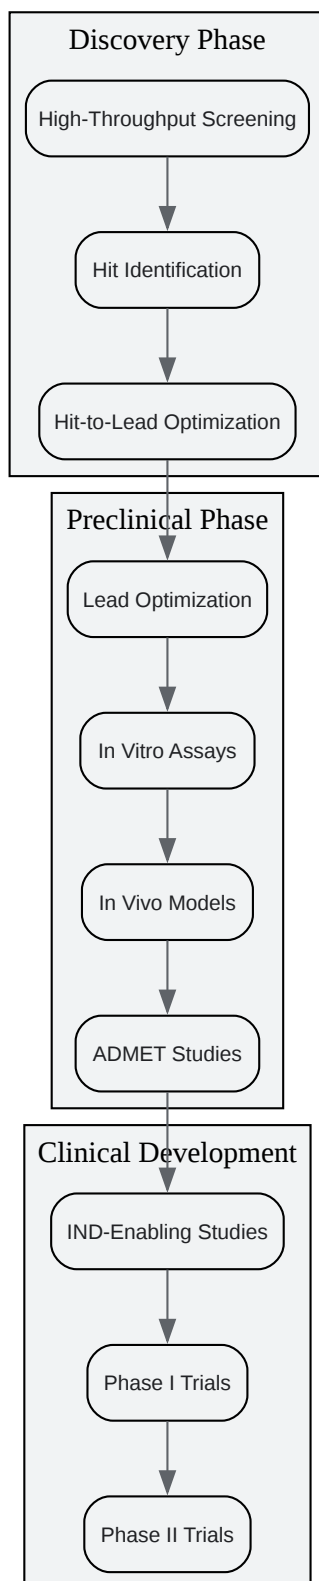 Discovery Phase
High-Throughput Screening
Hit Identification
Hit-to-Lead Optimization
Preclinical Phase
Lead Optimization
In Vitro Assays
In Vivo Models
ADMET Studies
Clinical Development
IND-Enabling Studies
Phase I Trials
Phase II Trials